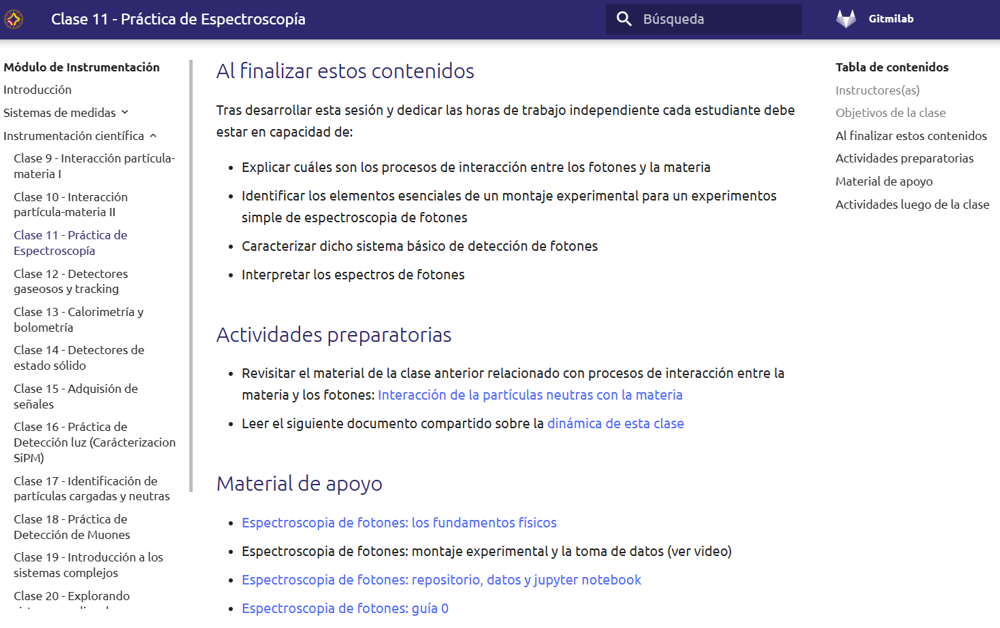 Clase 11 - Práctica de Espectroscopía
Búsqueda
Gitmilab
Módulo de Instrumentación
Introducción
Sistemas de medidas
Instrumentación científica
Clase 9 - Interacción partícula-
materia I
Clase 10 - Interacción
partícula-materia II
Clase 11 - Práctica de
Espectroscopía
Clase 12 - Detectores
gaseosos y tracking
Clase 13 - Calorimetría y
bolometría
Clase 14 - Detectores de
estado sólido
Clase 15 - Adquisión de
señales
Clase 16 - Práctica de
Detección luz (Carácterizacion
SiPM)
Clase 17 - Identificación de
partículas cargadas y neutras
Clase 18 - Práctica de
Detección de Muones
Clase 19 - Introducción a los
sistemas complejos
Clase 20 - Explorando
Al finalizar estos contenidos
Tras desarrollar esta sesión y dedicar las horas de trabajo independiente cada estudiante debe
estar en capacidad de:
• Explicar cuáles son los procesos de interacción entre los fotones y la materia
• Identificar los elementos esenciales de un montaje experimental para un experimentos
simple de espectroscopia de fotones
• Caracterizar dicho sistema básico de detección de fotones
• Interpretar los espectros de fotones
Actividades preparatorias
• Revisitar el material de la clase anterior relacionado con procesos de interacción entre la
materia y los fotones: Interacción de la partículas neutras con la materia
• Leer el siguiente documento compartido sobre la dinámica de esta clase
Material de apoyo
• Espectroscopia de fotones: los fundamentos físicos
• Espectroscopia de fotones: montaje experimental y la toma de datos (ver video)
• Espectroscopia de fotones: repositorio, datos y jupyter notebook
• Espectroscopia de fotones: guía 0
Tabla de contenidos
Instructores(as)
Objetivos de la clase
Al finalizar estos contenidos
Actividades preparatorias
Material de apoyo
Actividades luego de la clase